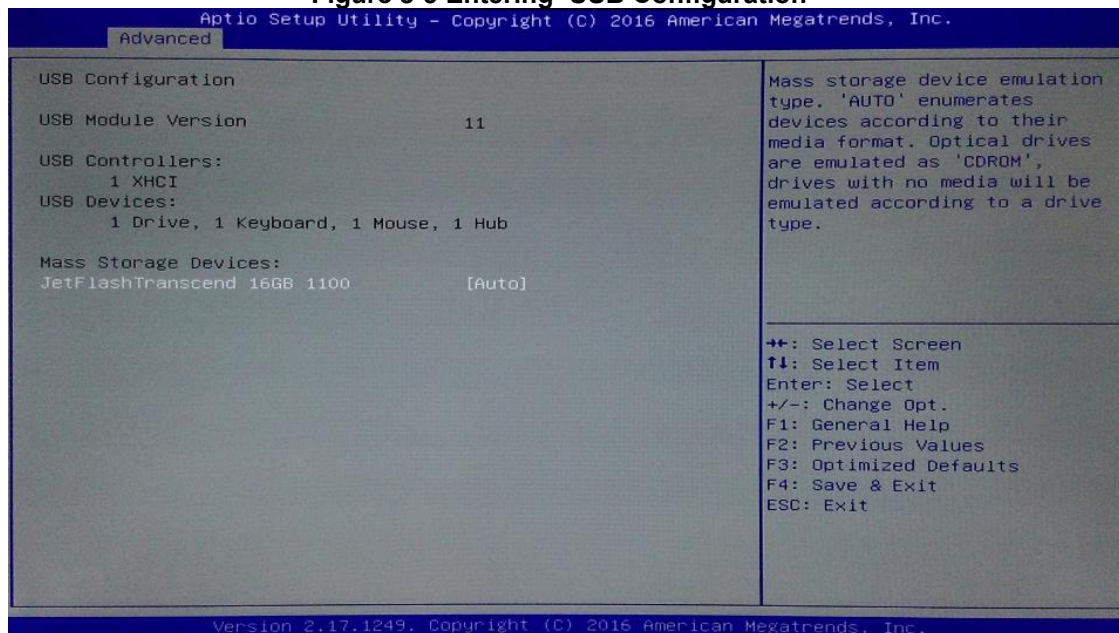 Entering USB Configuration
Aptio Setup Utility – Copyright (C) 2016 American Megatrends, Inc.
Advanced
USB Configuration
USB Module Version 11
USB Controllers:
1 XHCI
USB Devices:
1 Drive, 1 Keyboard, 1 Mouse, 1 Hub
Mass Storage Devices:
JetFlashTranscend 16GB 1100 [Auto]
Mass storage device emulation
type. 'AUTO' enumerates
devices according to their
media format. Optical drives
are emulated as 'CDROM',
drives with no media will be
emulated according to a drive
type.
→←: Select Screen
↑↓: Select Item
Enter: Select
+/-: Change Opt.
F1: General Help
F2: Previous Values
F3: Optimized Defaults
F4: Save & Exit
ESC: Exit
Version 2.17.1249. Copyright (C) 2016 American Megatrends, Inc.